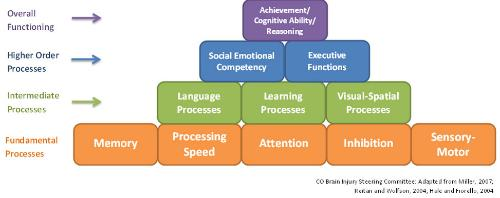 Overall
Functioning
Achievement/
Cognitive Ability/
Reasoning
Higher Order
Processes
Social Emotional
Competency
Executive
Functions
Intermediate
Processes
Language
Processes
Learning
Processes
Visual-Spatial
Processes
Fundamental
Processes
Memory
Processing
Speed
Attention
Inhibition
Sensory-
Motor
CO Brain Injury Steering Committee: Adapted from Miller, 2007;
Reitan and Wolfson, 2004; Hale and Fiorello, 2004